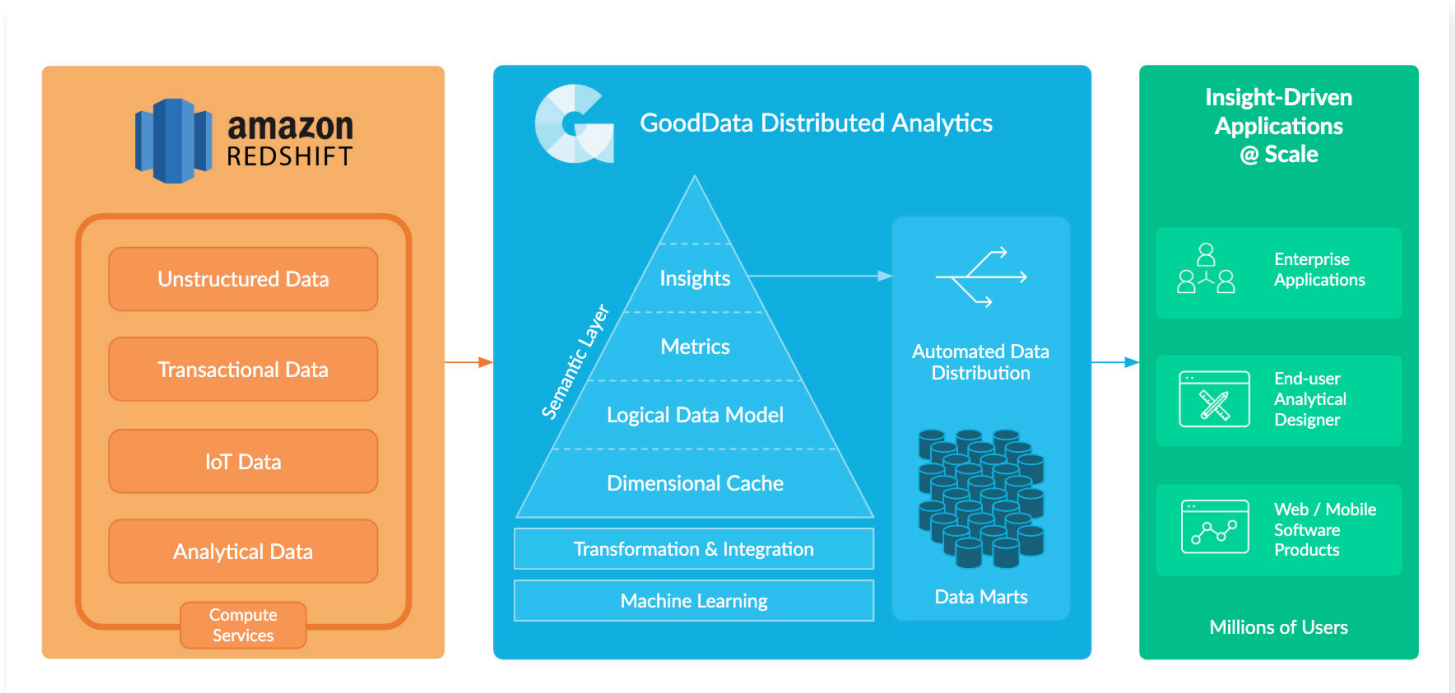 amazon
REDSHIFT
Unstructured Data
Transactional Data
IoT Data
Analytical Data
Compute
Services
GoodData Distributed Analytics
Semantic Layer
Insights
Metrics
Logical Data Model
Dimensional Cache
Transformation & Integration
Machine Learning
Automated Data
Distribution
Data Marts
Insight-Driven
Applications
@ Scale
Enterprise
Applications
End-user
Analytical
Designer
Web / Mobile
Software
Products
Millions of Users